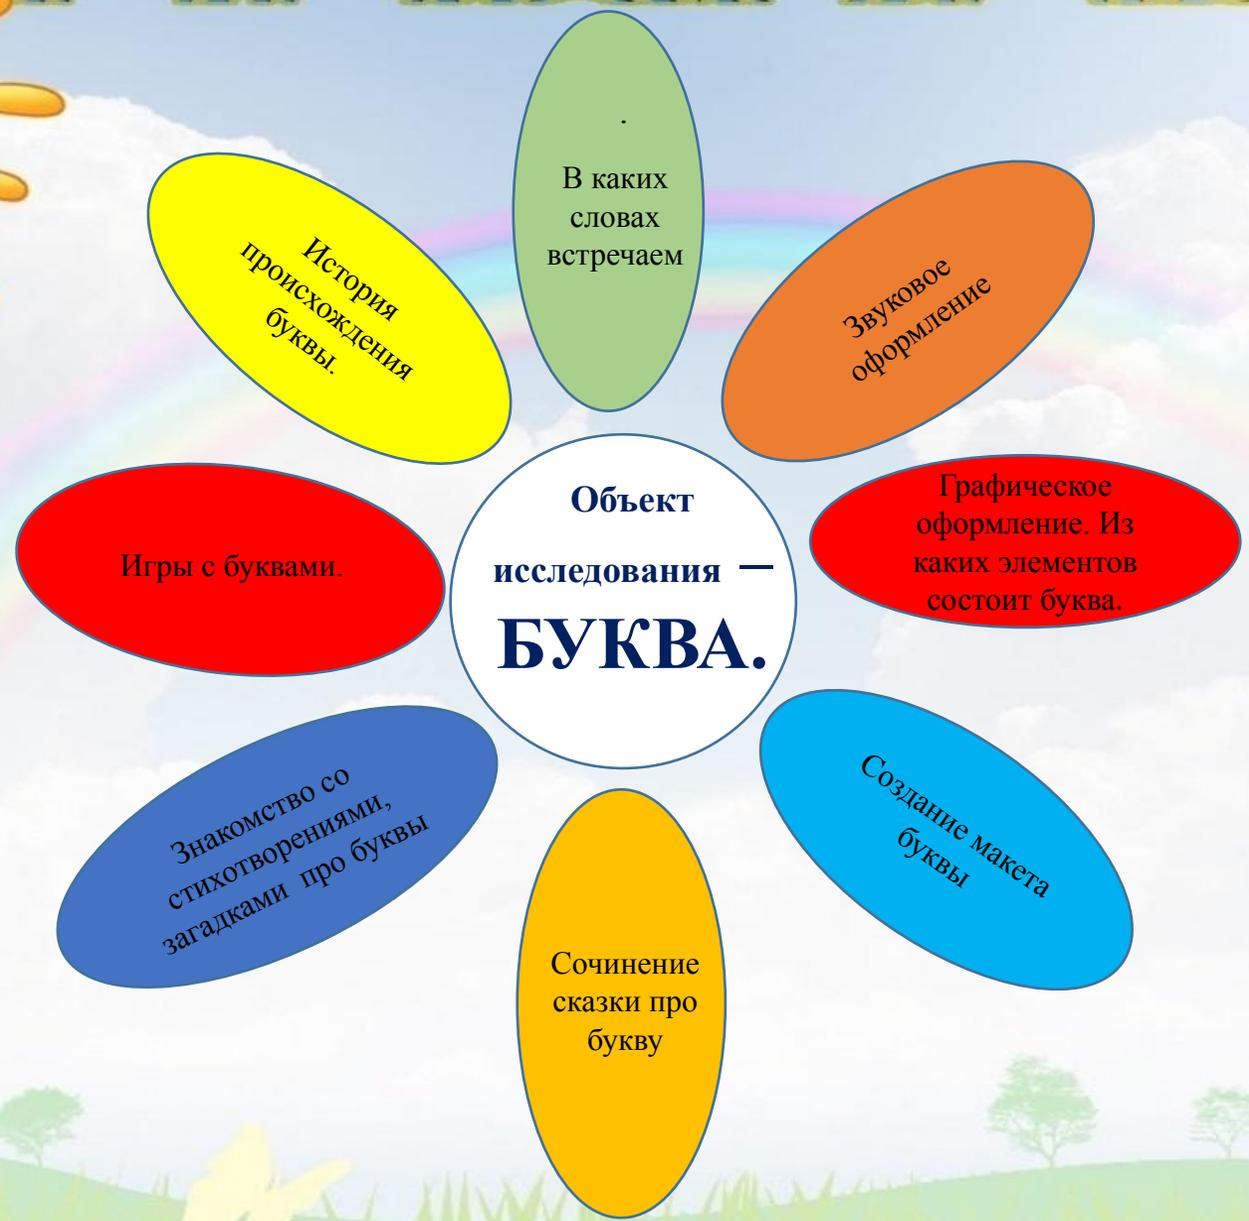 .
В каких
словах
встречаем
История
происхождения
буквы.
Звуковое
оформление
Объект
исследования –
БУКВА.
Игры с буквами.
Графическое
оформление. Из
каких элементов
состоит буква.
Знакомство со
стихотворениями,
загадками про буквы
Создание макета
буквы
Сочинение
сказки про
букву